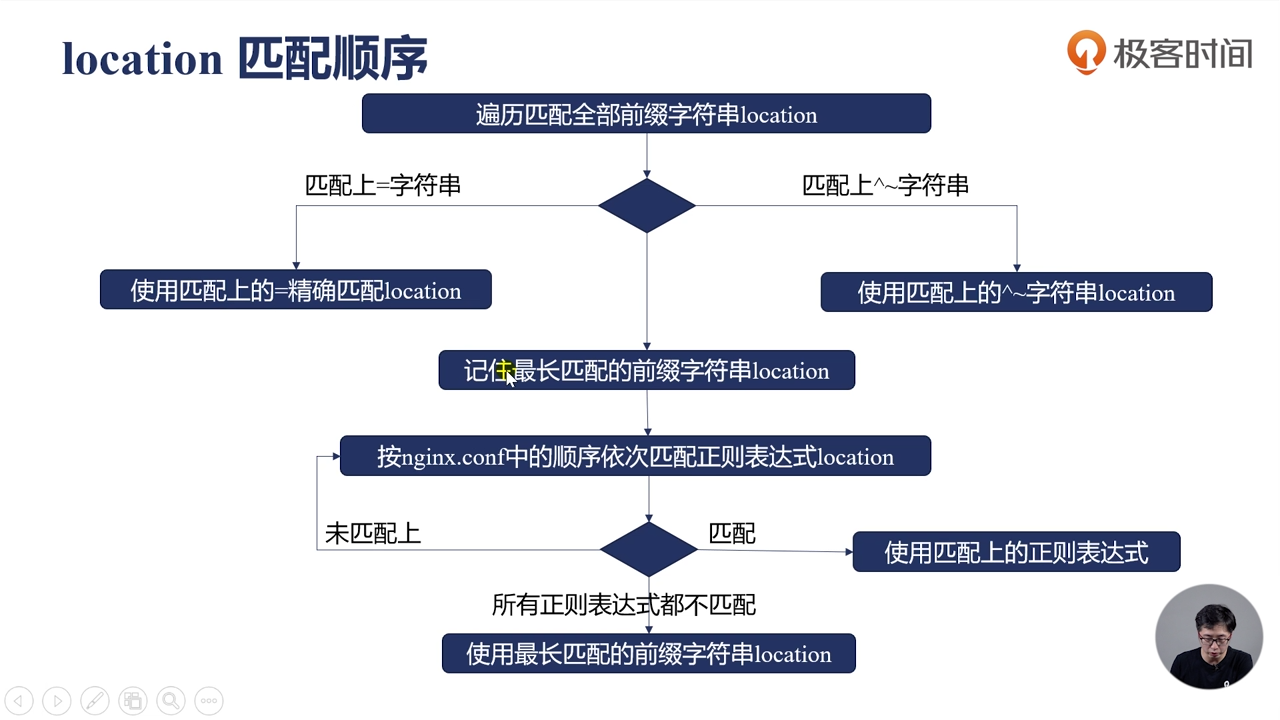 location 匹配顺序
极客时间
遍历匹配全部前缀字符串location
匹配上=字符串
匹配上^~字符串
使用匹配上的=精确匹配location
使用匹配上的^~字符串location
记住最长匹配的前缀字符串location
按nginx.conf中的顺序依次匹配正则表达式location
未匹配上
匹配
使用匹配上的正则表达式
所有正则表达式都不匹配
使用最长匹配的前缀字符串location